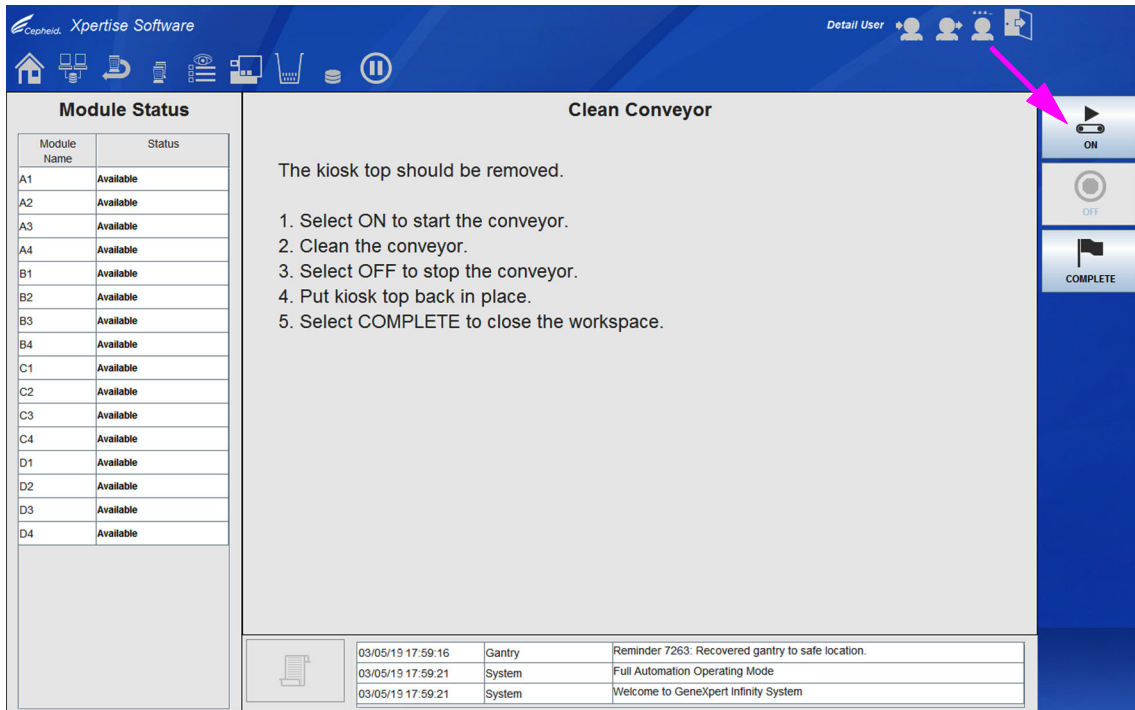 Cepheid. Xpertise Software
Detail User
Module Status
Clean Conveyor
Module Name Status
A1 Available
A2 Available
A3 Available
A4 Available
B1 Available
B2 Available
B3 Available
B4 Available
C1 Available
C2 Available
C3 Available
C4 Available
D1 Available
D2 Available
D3 Available
D4 Available
The kiosk top should be removed.
1. Select ON to start the conveyor.
2. Clean the conveyor.
3. Select OFF to stop the conveyor.
4. Put kiosk top back in place.
5. Select COMPLETE to close the workspace.
ON
OFF
COMPLETE
03/05/19 17:59:16 Gantry Reminder 7263: Recovered gantry to safe location.
03/05/19 17:59:21 System Full Automation Operating Mode
03/05/19 17:59:21 System Welcome to GeneXpert Infinity System